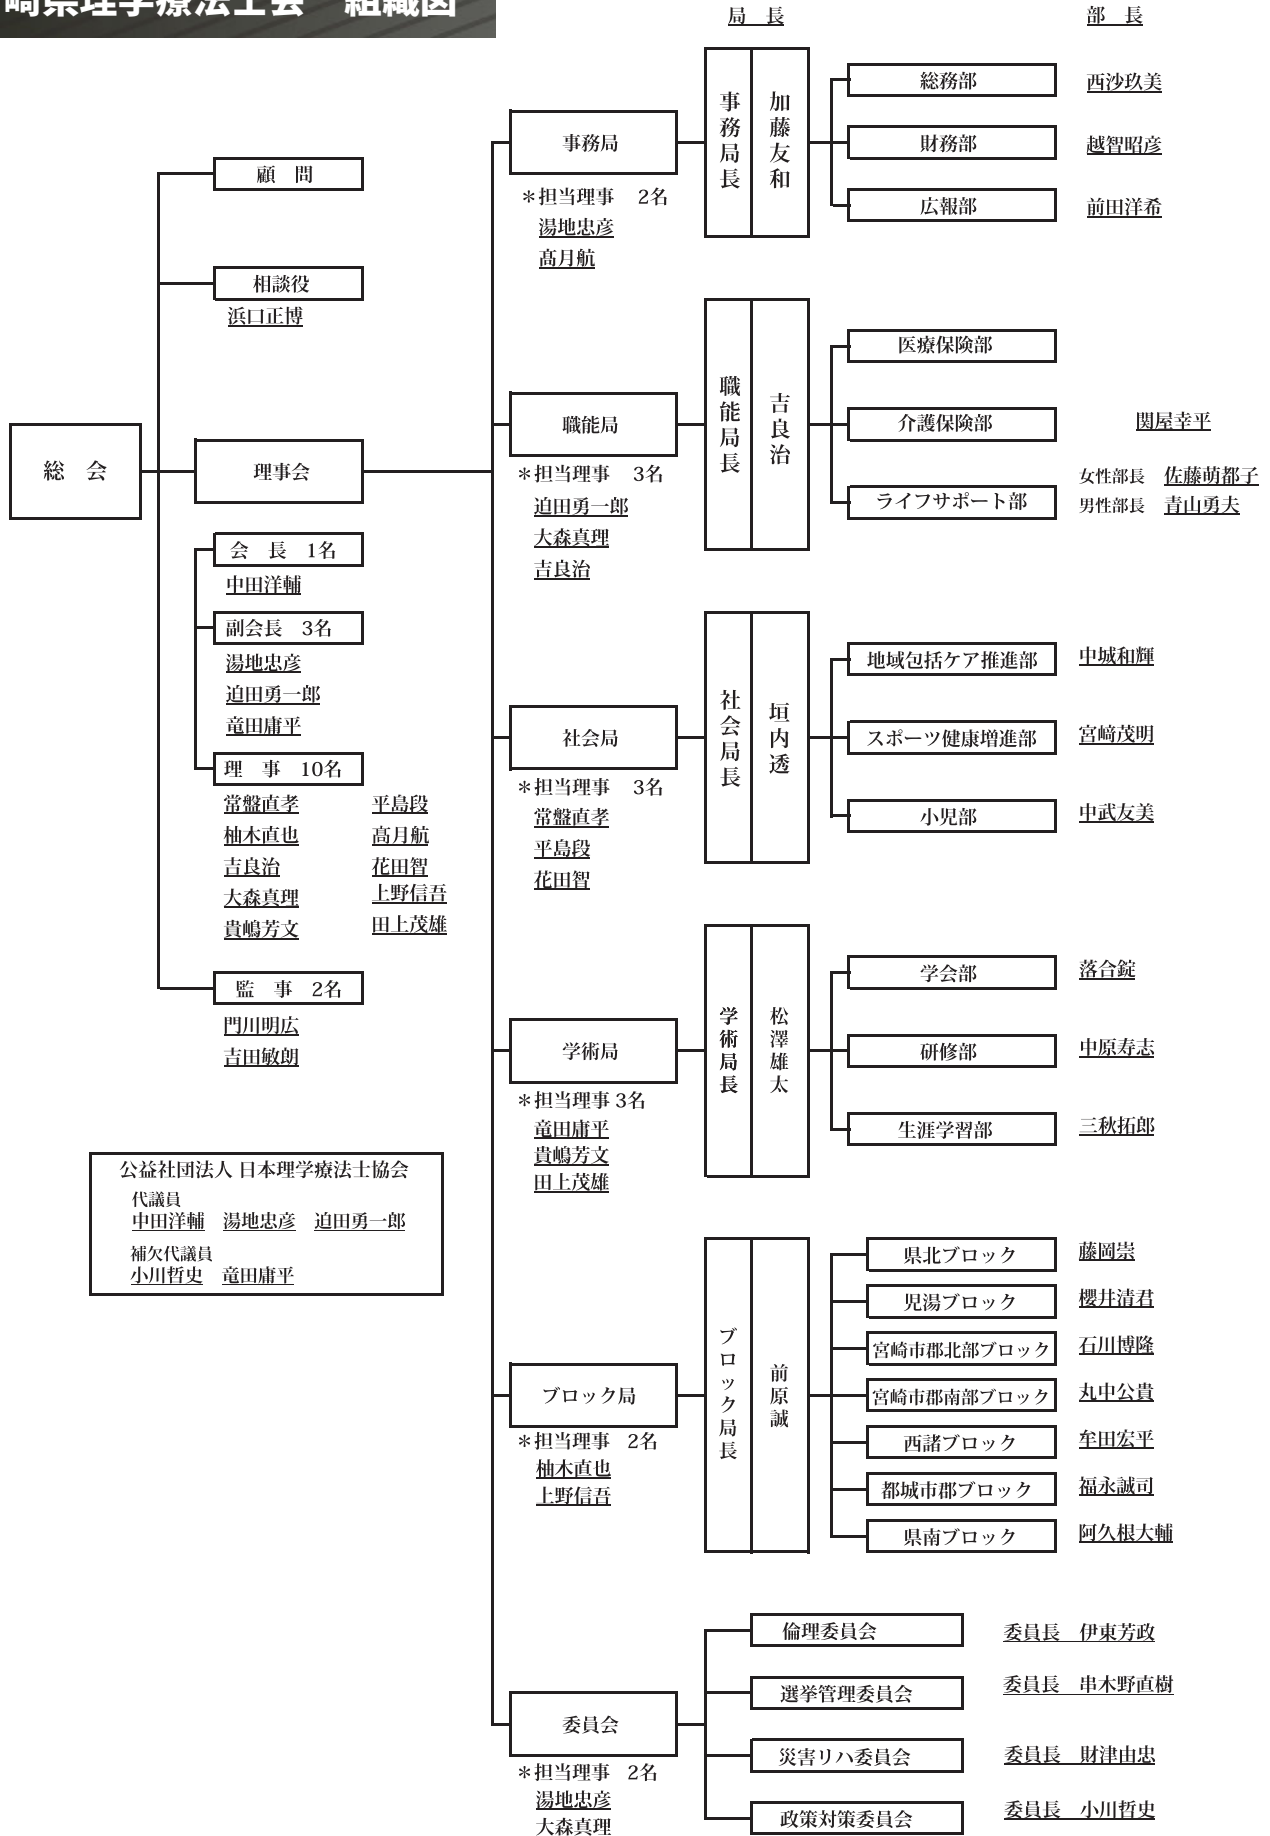 崎県理学療法士会　組織図
局　長
部　長
総　会
顧　問
相談役
浜口正博
理事会
会　長　1名
中田洋輔
副会長　3名
湯地忠彦
迫田勇一郎
竜田庸平
理　事　10名
常盤直孝　平島段
柚木直也　髙月航
吉良治　花田智
大森真理　上野信吾
貴嶋芳文　田上茂雄
監　事　2名
門川明広
吉田敏朗
公益社団法人 日本理学療法士協会
代議員
中田洋輔　湯地忠彦　迫田勇一郎
補欠代議員
小川哲史　竜田庸平
事務局
＊担当理事　2名
湯地忠彦
髙月航
事務局長
加藤友和
総務部
西沙玖美
財務部
越智昭彦
広報部
前田洋希
職能局
＊担当理事　3名
迫田勇一郎
大森真理
吉良治
職能局長
吉良治
医療保険部
介護保険部
関屋幸平
ライフサポート部
女性部長　佐藤萌都子
男性部長　青山勇夫
社会局
＊担当理事　3名
常盤直孝
平島段
花田智
社会局長
垣内透
地域包括ケア推進部
中城和輝
スポーツ健康増進部
宮﨑茂明
小児部
中武友美
学術局
＊担当理事 3名
竜田庸平
貴嶋芳文
田上茂雄
学術局長
松澤雄太
学会部
落合錠
研修部
中原寿志
生涯学習部
三秋拓郎
ブロック局
＊担当理事　2名
柚木直也
上野信吾
ブロック局長
前原誠
県北ブロック
藤岡崇
児湯ブロック
櫻井清君
宮崎市郡北部ブロック
石川博隆
宮崎市郡南部ブロック
丸中公貴
西諸ブロック
牟田宏平
都城市郡ブロック
福永誠司
県南ブロック
阿久根大輔
委員会
＊担当理事　2名
湯地忠彦
大森真理
倫理委員会
委員長　伊東芳政
選挙管理委員会
委員長　串木野直樹
災害リハ委員会
委員長　財津由忠
政策対策委員会
委員長　小川哲史